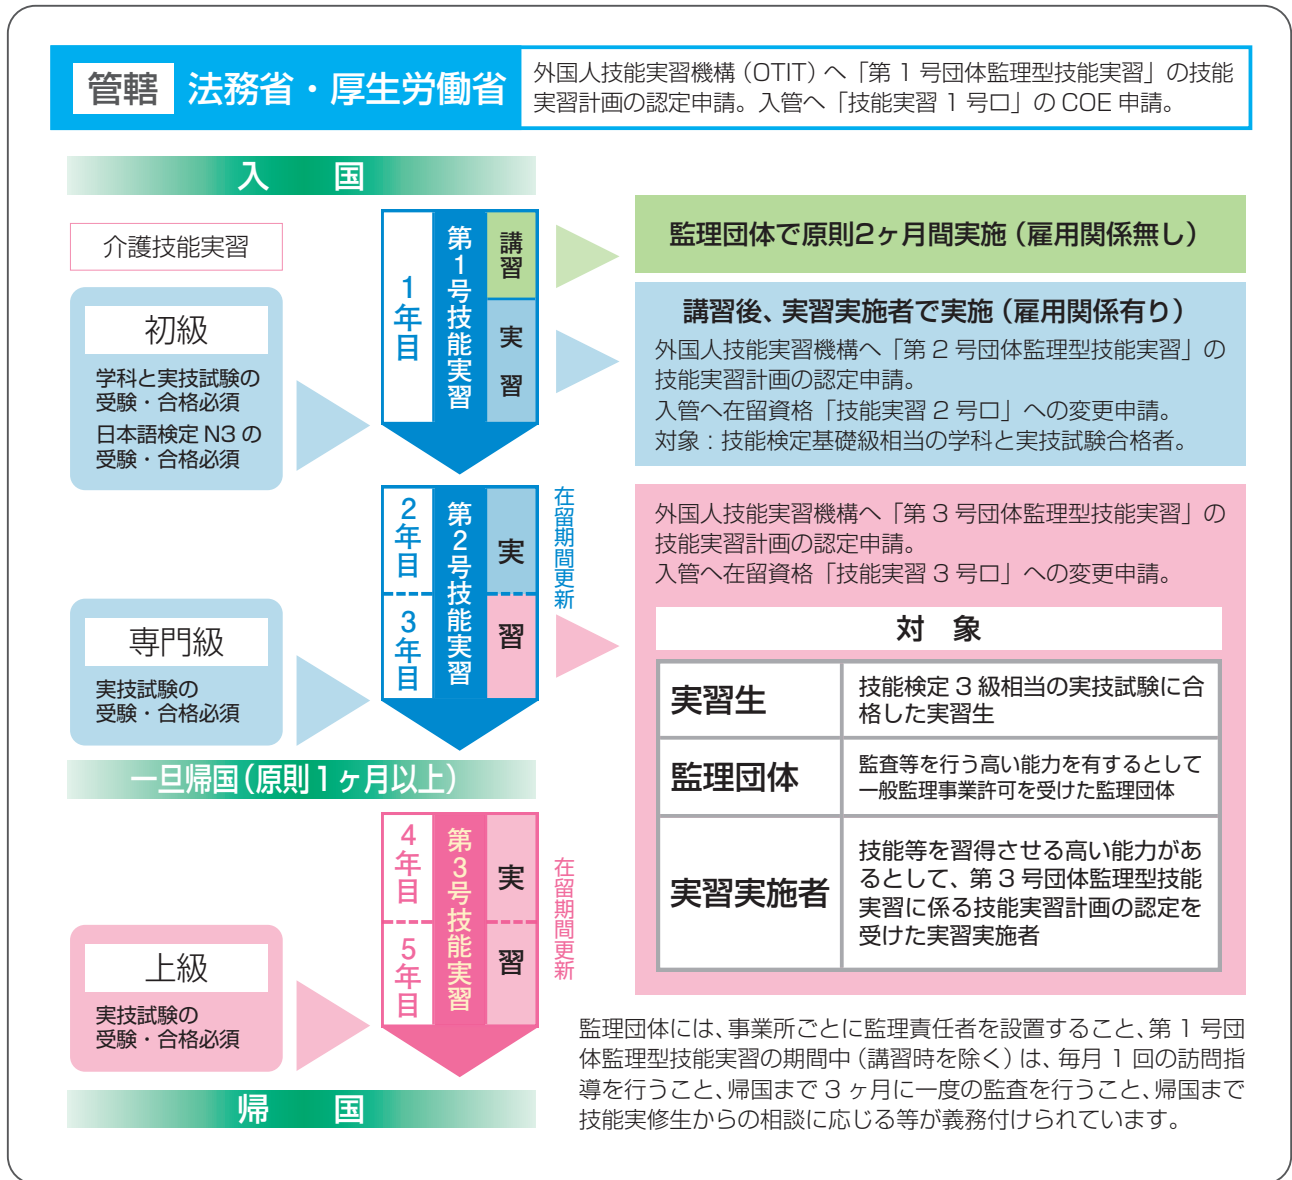 管轄 法務省・厚生労働省
外国人技能実習機構（OTIT）へ「第 1 号団体監理型技能実習」の技能
実習計画の認定申請。入管へ「技能実習 1 号ロ」の COE 申請。
入 国
介護技能実習
初級
学科と実技試験の
受験・合格必須
日本語検定 N3 の
受験・合格必須
1年目
第1号技能実習
講習
実習
監理団体で原則2ヶ月間実施（雇用関係無し）
講習後、実習実施者で実施（雇用関係有り）
外国人技能実習機構へ「第 2 号団体監理型技能実習」の
技能実習計画の認定申請。
入管へ在留資格「技能実習 2 号ロ」への変更申請。
対象：技能検定基礎級相当の学科と実技試験合格者。
専門級
実技試験の
受験・合格必須
2年目
3年目
第2号技能実習
実習
在留期間更新
外国人技能実習機構へ「第 3 号団体監理型技能実習」の
技能実習計画の認定申請。
入管へ在留資格「技能実習 3 号ロ」への変更申請。
対 象
実習生
技能検定 3 級相当の実技試験に合
格した実習生
監理団体
監査等を行う高い能力を有するとして
一般監理事業許可を受けた監理団体
実習実施者
技能等を習得させる高い能力があ
るとして、第 3 号団体監理型技能
実習に係る技能実習計画の認定を
受けた実習実施者
一旦帰国（原則１ヶ月以上）
上級
実技試験の
受験・合格必須
4年目
5年目
第3号技能実習
実習
在留期間更新
帰 国
監理団体には、事業所ごとに監理責任者を設置すること、第 1 号団
体監理型技能実習の期間中（講習時を除く）は、毎月 1 回の訪問指
導を行うこと、帰国まで 3 ヶ月に一度の監査を行うこと、帰国まで
技能実修生からの相談に応じる等が義務付けられています。